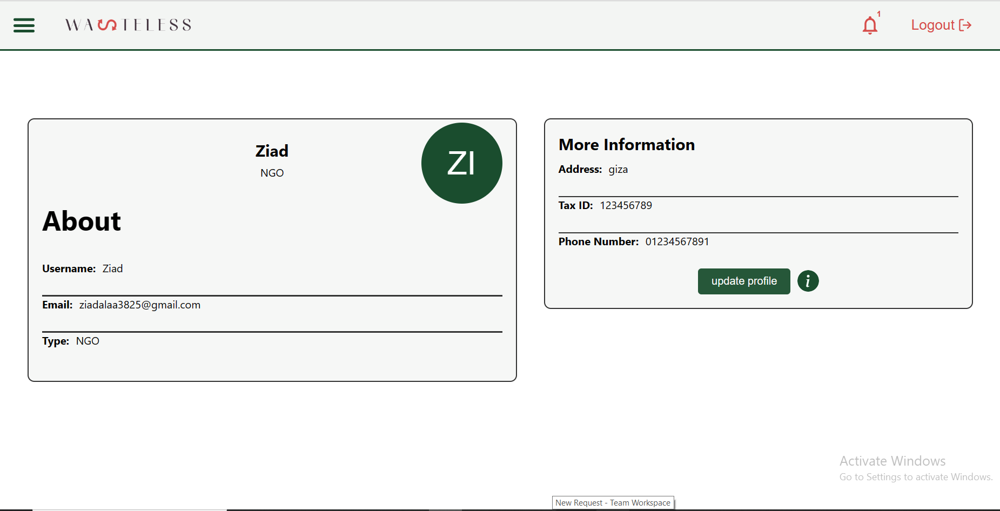 WASTELESS
1
Logout
Ziad
NGO
ZI
About
Username: Ziad
Email: ziadalaa3825@gmail.com
Type: NGO
More Information
Address: giza
Tax ID: 123456789
Phone Number: 01234567891
update profile
i
Activate Windows
Go to Settings to activate Windows.
New Request - Team Workspace